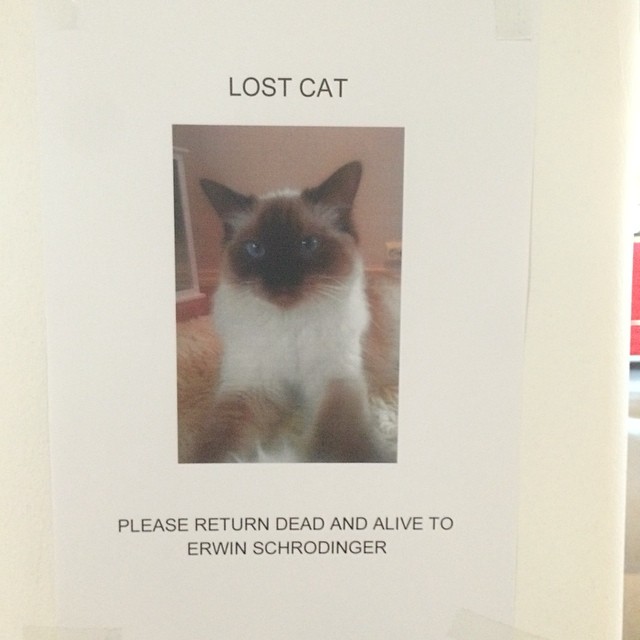 LOST CAT
PLEASE RETURN DEAD AND ALIVE TO
ERWIN SCHRODINGER